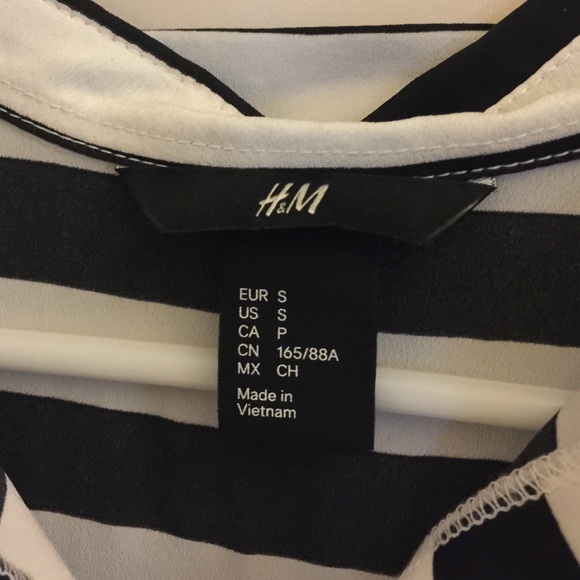 H&M
EUR S
US S
CA P
CN 165/88A
MX CH
Made in
Vietnam